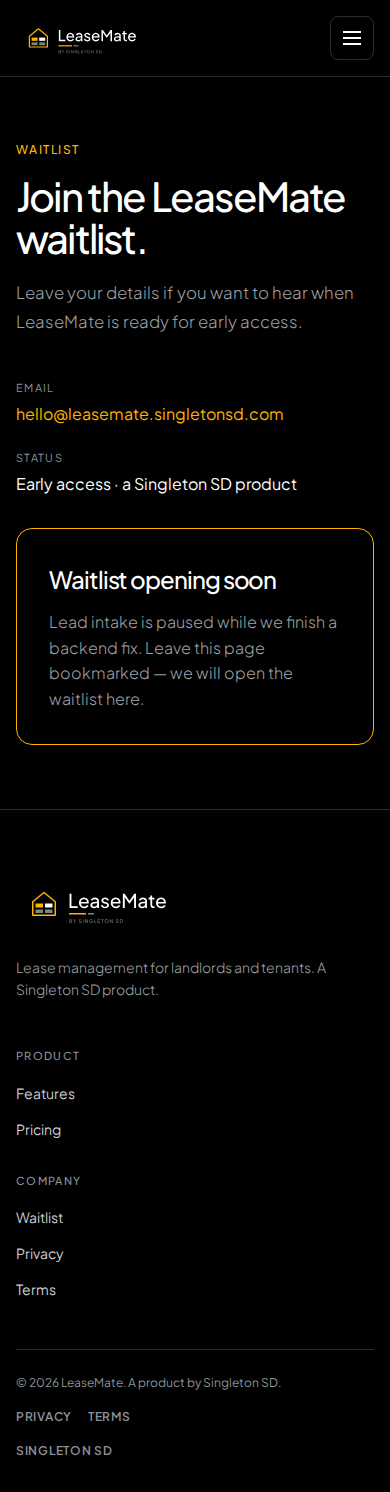 LeaseMate
BY SINGLETON SD
WAITLIST
Join the LeaseMate
waitlist.
Leave your details if you want to hear when
LeaseMate is ready for early access.
EMAIL
hello@leasemate.singletonsd.com
STATUS
Early access · a Singleton SD product
Waitlist opening soon
Lead intake is paused while we finish a
backend fix. Leave this page
bookmarked — we will open the
waitlist here.
LeaseMate
BY SINGLETON SD
Lease management for landlords and tenants. A
Singleton SD product.
PRODUCT
Features
Pricing
COMPANY
Waitlist
Privacy
Terms
© 2026 LeaseMate. A product by Singleton SD.
PRIVACY TERMS
SINGLETON SD